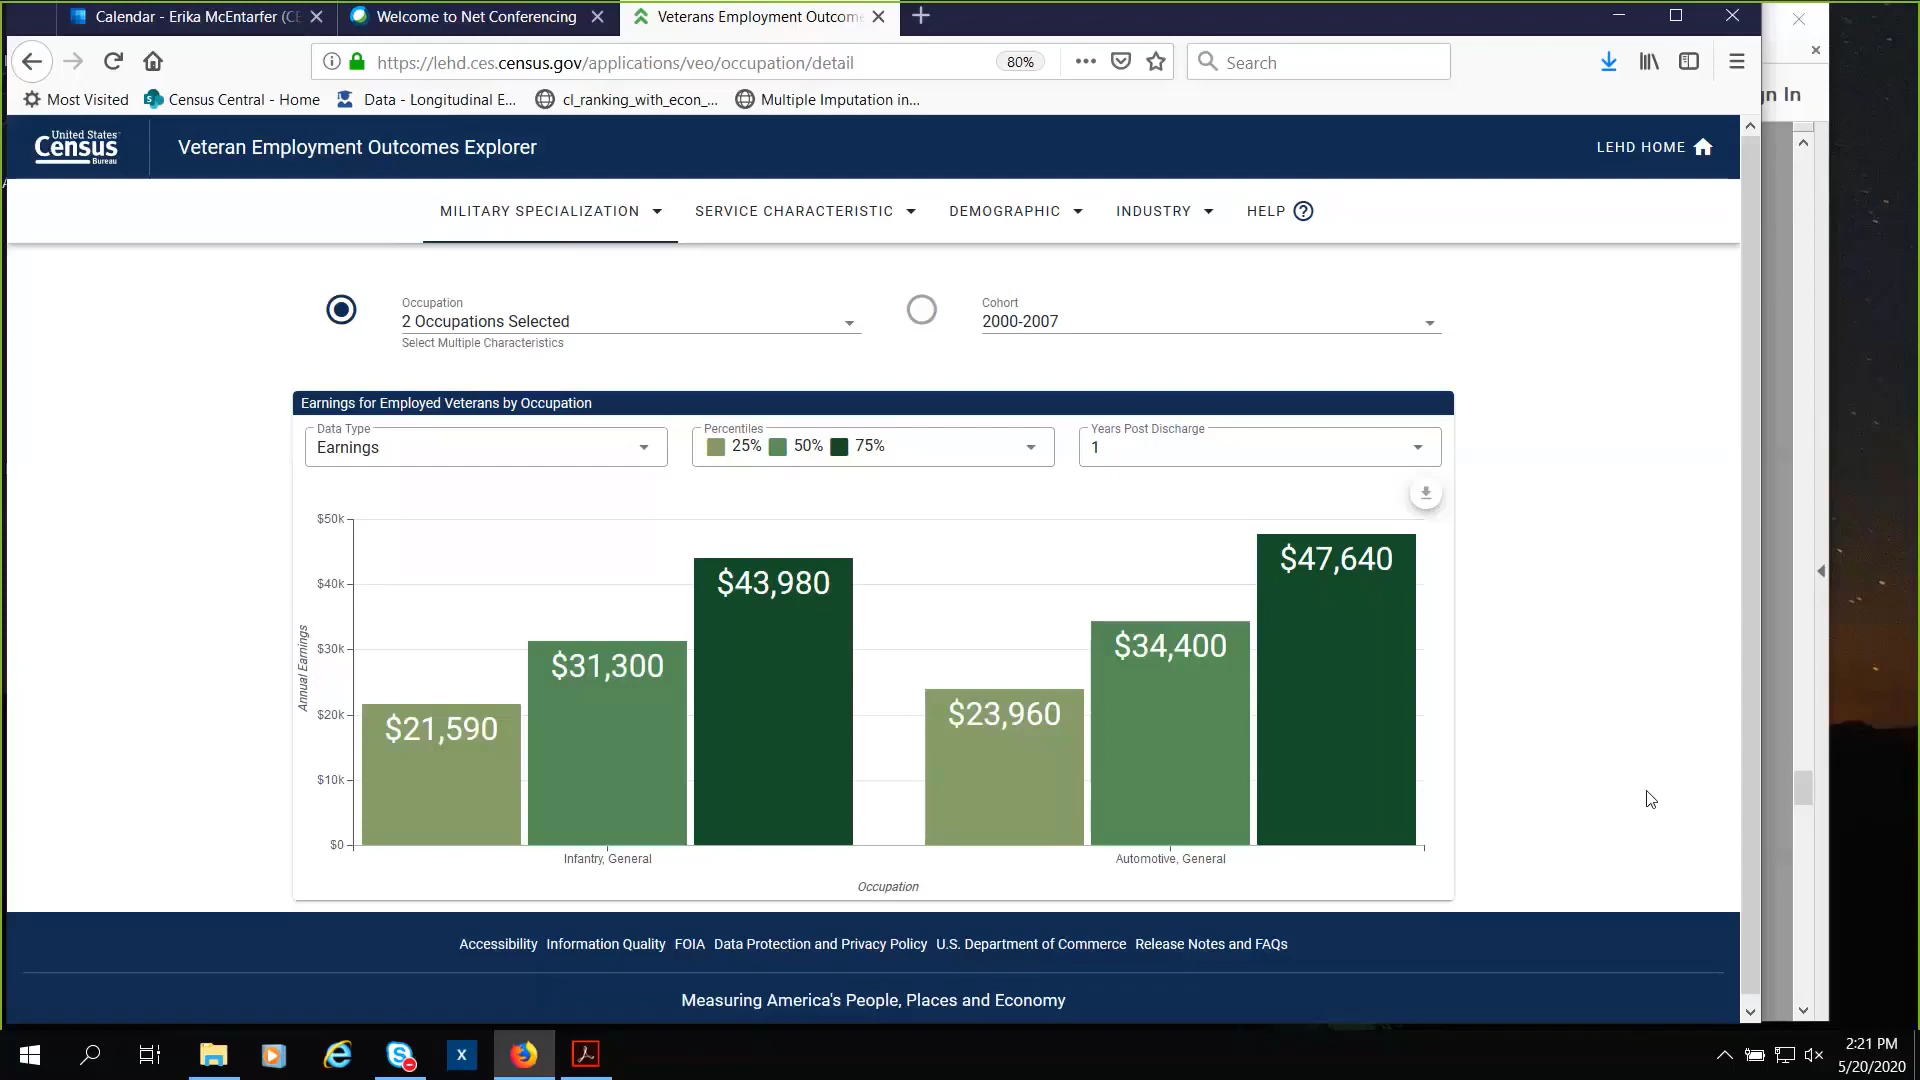 Calendar - Erika McEntarfer (CE
Welcome to Net Conferencing
Veterans Employment Outcome
https://lehd.ces.census.gov/applications/veo/occupation/detail
80%
Search
Most Visited
Census Central - Home
Data - Longitudinal E...
cl_ranking_with_econ_...
Multiple Imputation in...
gn In
United States
Census
Bureau
Veteran Employment Outcomes Explorer
LEHD HOME
MILITARY SPECIALIZATION
SERVICE CHARACTERISTIC
DEMOGRAPHIC
INDUSTRY
HELP
Occupation
2 Occupations Selected
Select Multiple Characteristics
Cohort
2000-2007
Earnings for Employed Veterans by Occupation
Data Type
Earnings
Percentiles
25% 50% 75%
Years Post Discharge
1
Annual Earnings
$50k
$40k
$30k
$20k
$10k
$0
$21,590
$31,300
$43,980
$23,960
$34,400
$47,640
Infantry, General
Automotive, General
Occupation
Accessibility Information Quality FOIA Data Protection and Privacy Policy U.S. Department of Commerce Release Notes and FAQs
Measuring America's People, Places and Economy
2:21 PM
5/20/2020